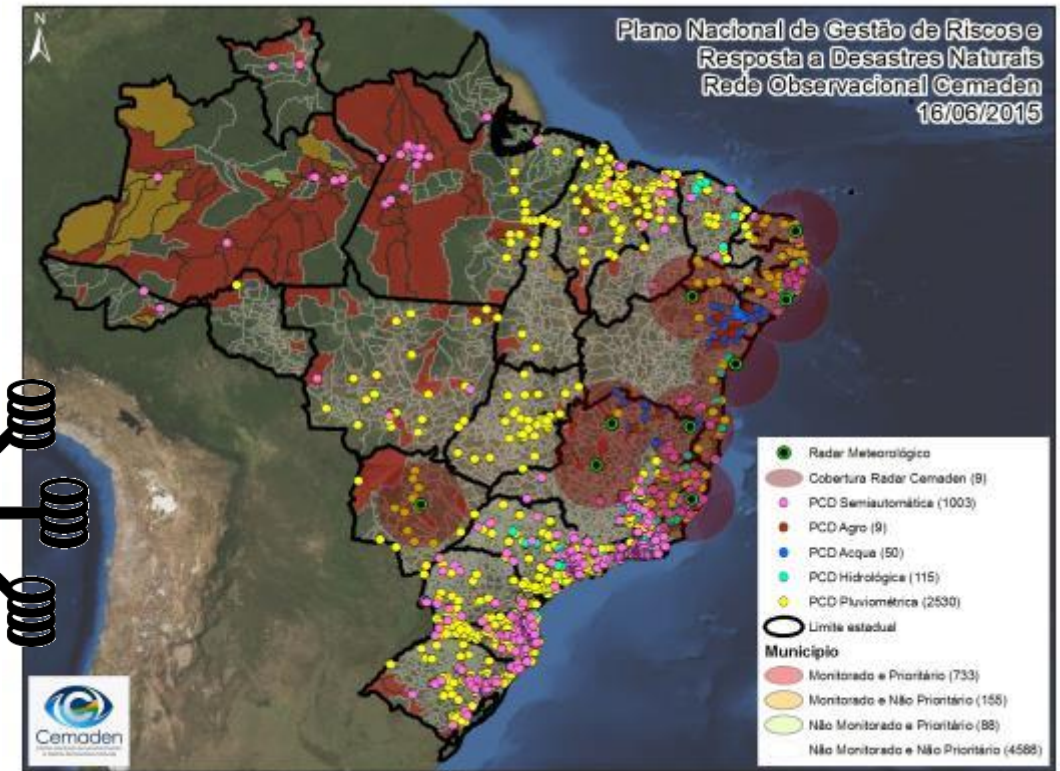 N
Plano Nacional de Gestão de Riscos e
Resposta a Desastres Naturais
Rede Observacional Cemaden
16/06/2015
Radar Meteorológico
Cobertura Radar Cemaden (9)
PCD Semiautomática (1003)
PCD Agro (9)
PCD Acqua (50)
PCD Hidrológica (115)
PCD Pluviométrica (2530)
Limite estadual
Município
Monitorado e Prioritário (733)
Monitorado e Não Prioritário (155)
Não Monitorado e Prioritário (88)
Não Monitorado e Não Prioritário (4588)
Cemaden